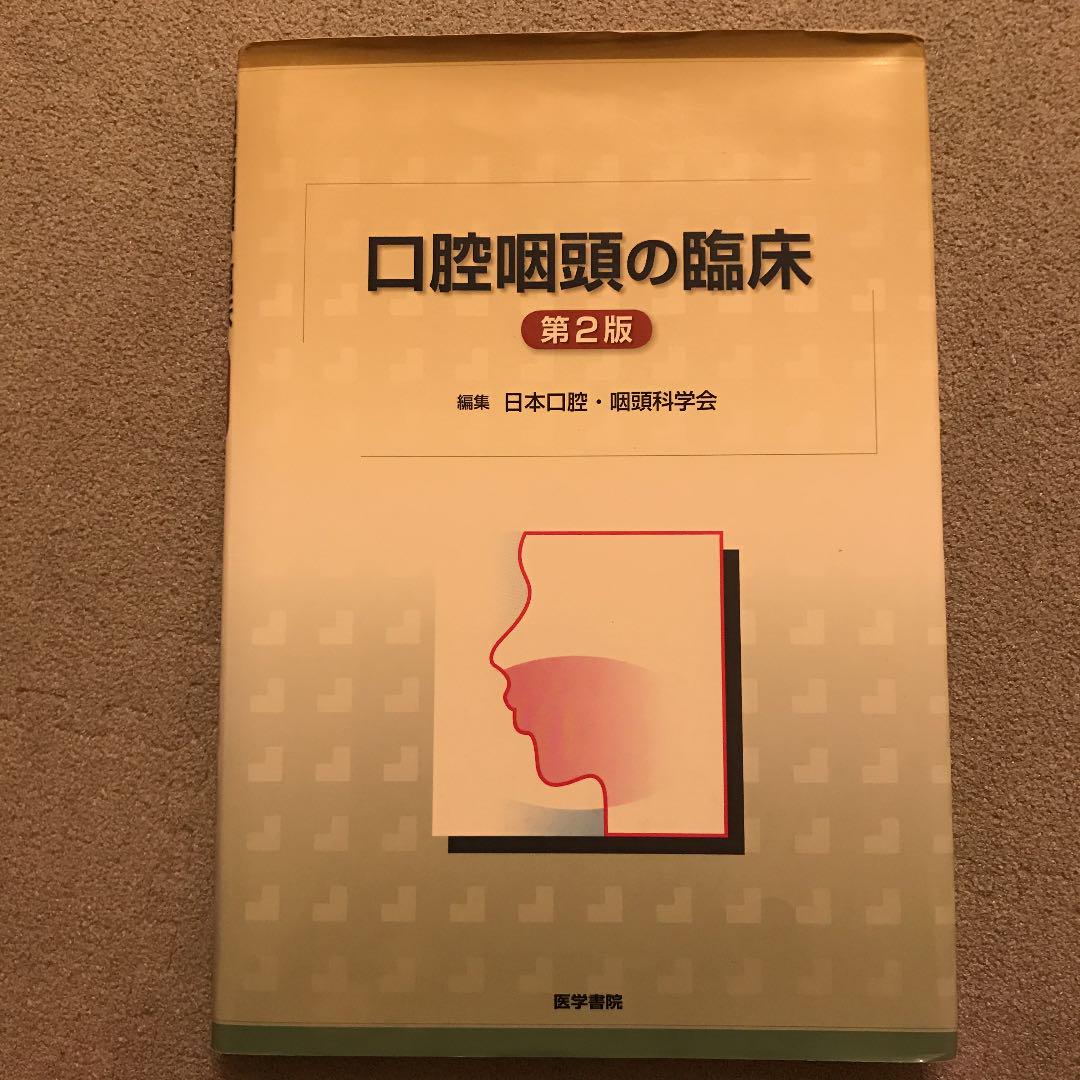 口腔咽頭の臨床
第2版
編集 日本口腔・咽頭科学会
医学書院